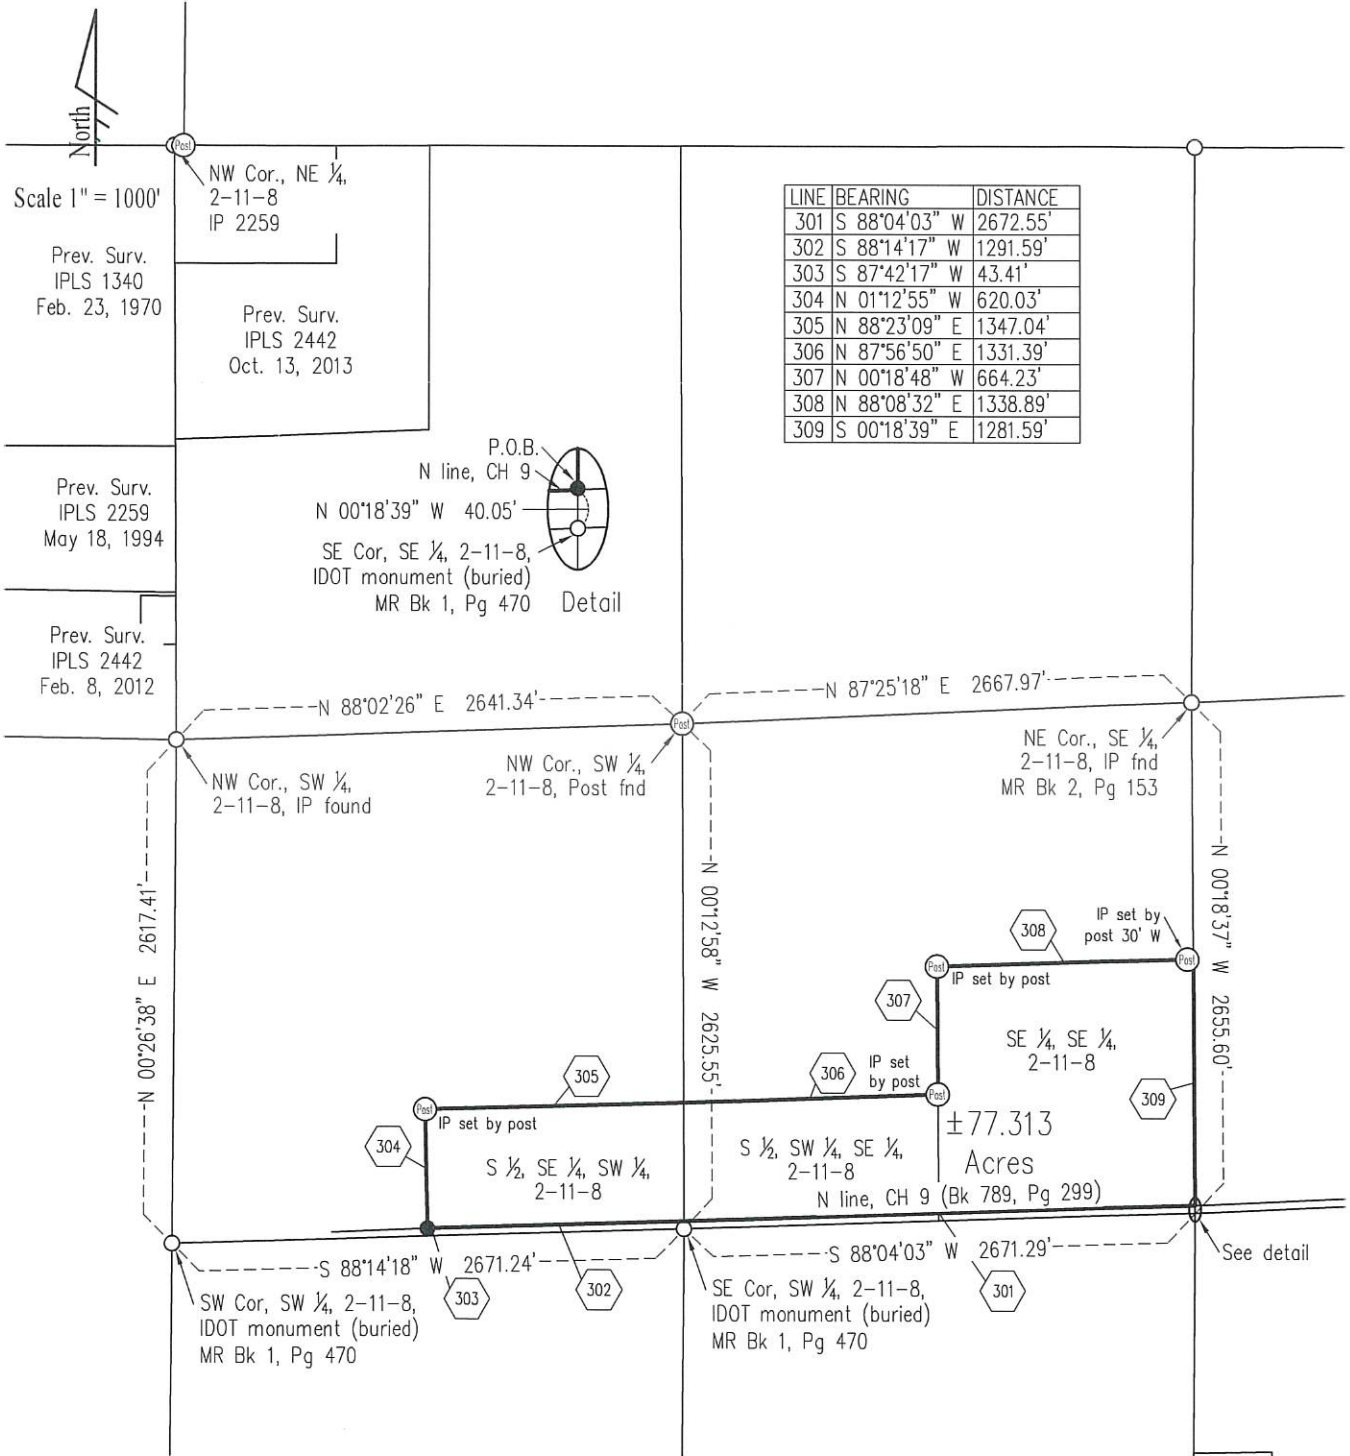 North
Scale 1" = 1000'
Post
NW Cor., NE ¼,
2-11-8
IP 2259
Prev. Surv.
IPLS 1340
Feb. 23, 1970
Prev. Surv.
IPLS 2442
Oct. 13, 2013
LINE BEARING DISTANCE
301 S 88°04'03" W 2672.55'
302 S 88°14'17" W 1291.59'
303 S 87°42'17" W 43.41'
304 N 01°12'55" W 620.03'
305 N 88°23'09" E 1347.04'
306 N 87°56'50" E 1331.39'
307 N 00°18'48" W 664.23'
308 N 88°08'32" E 1338.89'
309 S 00°18'39" E 1281.59'
P.O.B.
N line, CH 9
N 00°18'39" W 40.05'
SE Cor, SE ¼, 2-11-8,
IDOT monument (buried)
MR Bk 1, Pg 470
Detail
Prev. Surv.
IPLS 2259
May 18, 1994
Prev. Surv.
IPLS 2442
Feb. 8, 2012
N 88°02'26" E 2641.34'
N 87°25'18" E 2667.97'
Post
NW Cor., SW ¼,
2-11-8, IP found
NW Cor., SW ¼,
2-11-8, Post fnd
NE Cor., SE ¼,
2-11-8, IP fnd
MR Bk 2, Pg 153
N 00°26'38" E 2617.41'
N 00°12'58" W 2625.55'
N 00°18'37" W 2655.60'
308
IP set by
post 30' W
Post
Post
IP set by post
307
SE ¼, SE ¼,
2-11-8
305
306
IP set
by post
Post
309
Post
IP set by post
304
±77.313
Acres
S ½, SE ¼, SW ¼,
2-11-8
S ½, SW ¼, SE ¼,
2-11-8
N line, CH 9 (Bk 789, Pg 299)
S 88°14'18" W 2671.24'
S 88°04'03" W 2671.29'
See detail
303
302
301
SW Cor, SW ¼, 2-11-8,
IDOT monument (buried)
MR Bk 1, Pg 470
SE Cor, SW ¼, 2-11-8,
IDOT monument (buried)
MR Bk 1, Pg 470